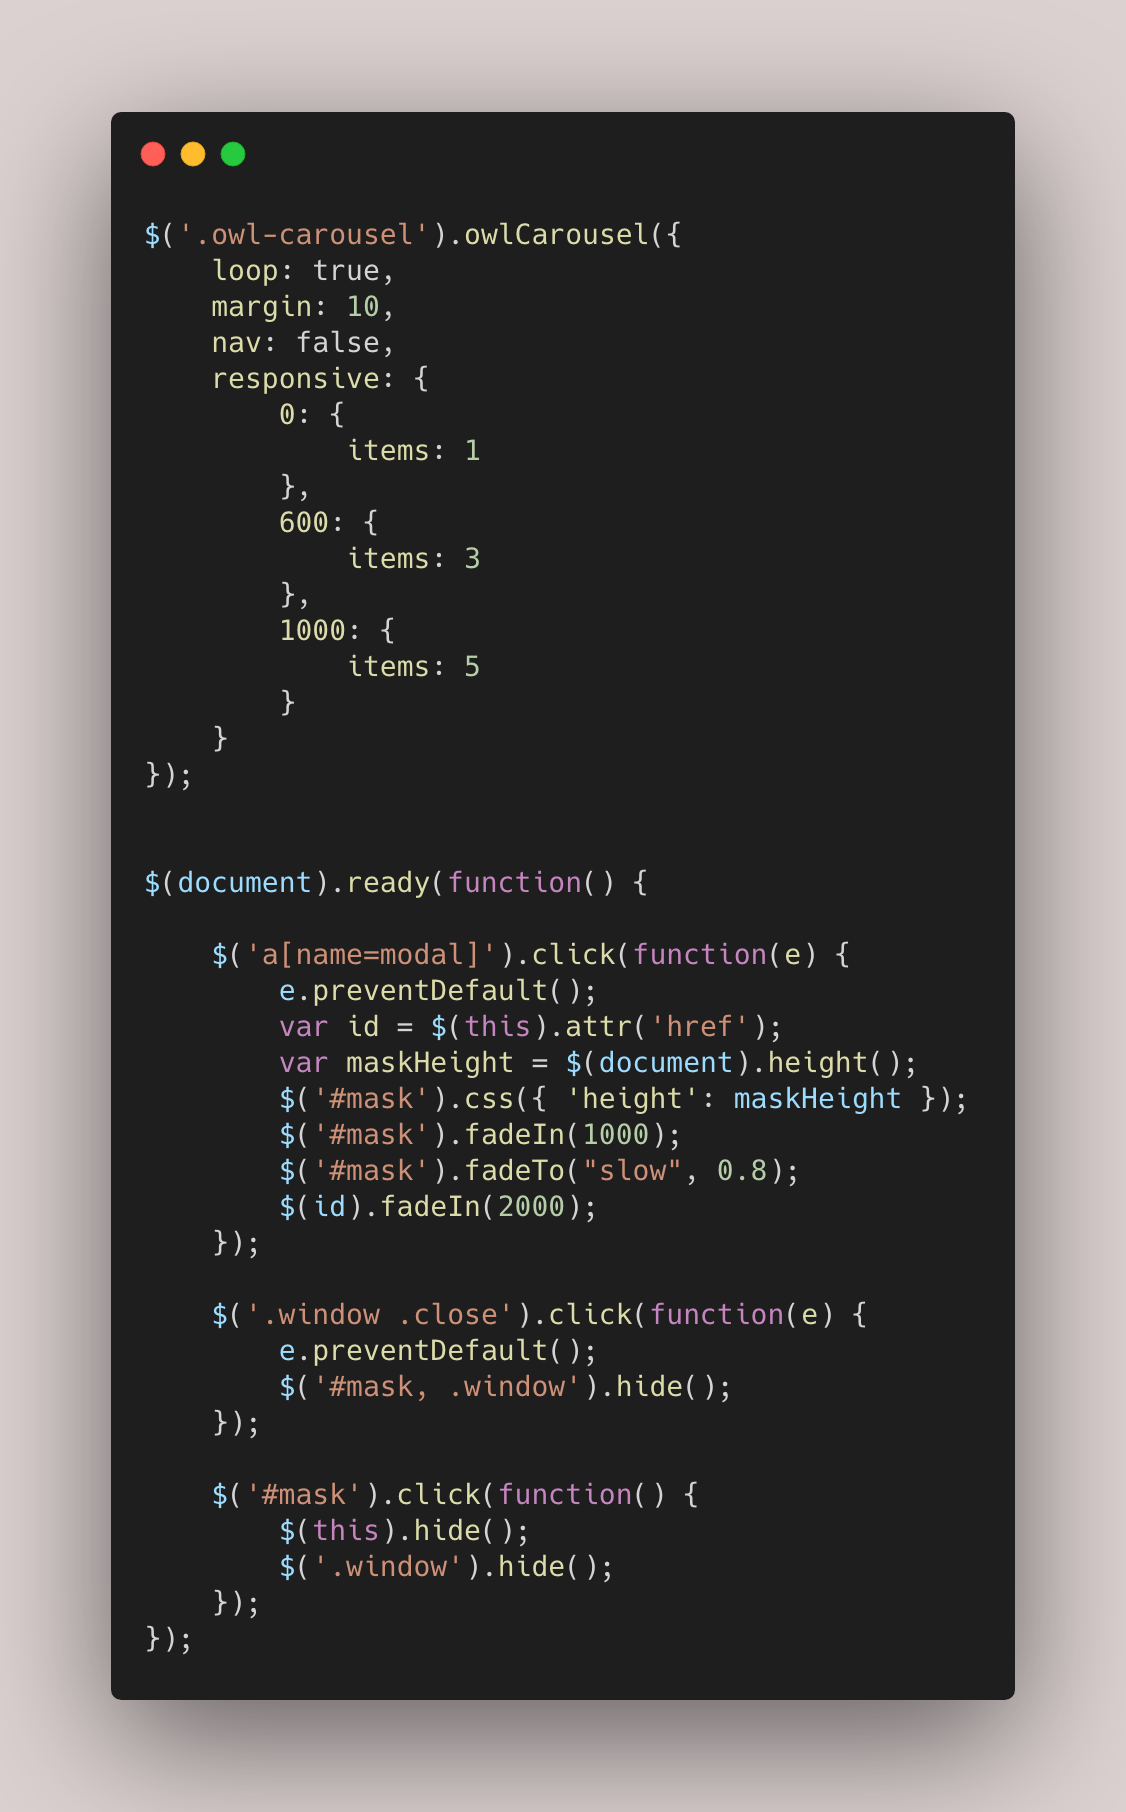 $('.owl-carousel').owlCarousel({
    loop: true,
    margin: 10,
    nav: false,
    responsive: {
        0: {
            items: 1
        },
        600: {
            items: 3
        },
        1000: {
            items: 5
        }
    }
});
$(document).ready(function() {
    $('a[name=modal]').click(function(e) {
        e.preventDefault();
        var id = $(this).attr('href');
        var maskHeight = $(document).height();
        $('#mask').css({ 'height': maskHeight });
        $('#mask').fadeIn(1000);
        $('#mask').fadeTo("slow", 0.8);
        $(id).fadeIn(2000);
    });
    $('.window .close').click(function(e) {
        e.preventDefault();
        $('#mask, .window').hide();
    });
    $('#mask').click(function() {
        $(this).hide();
        $('.window').hide();
    });
});